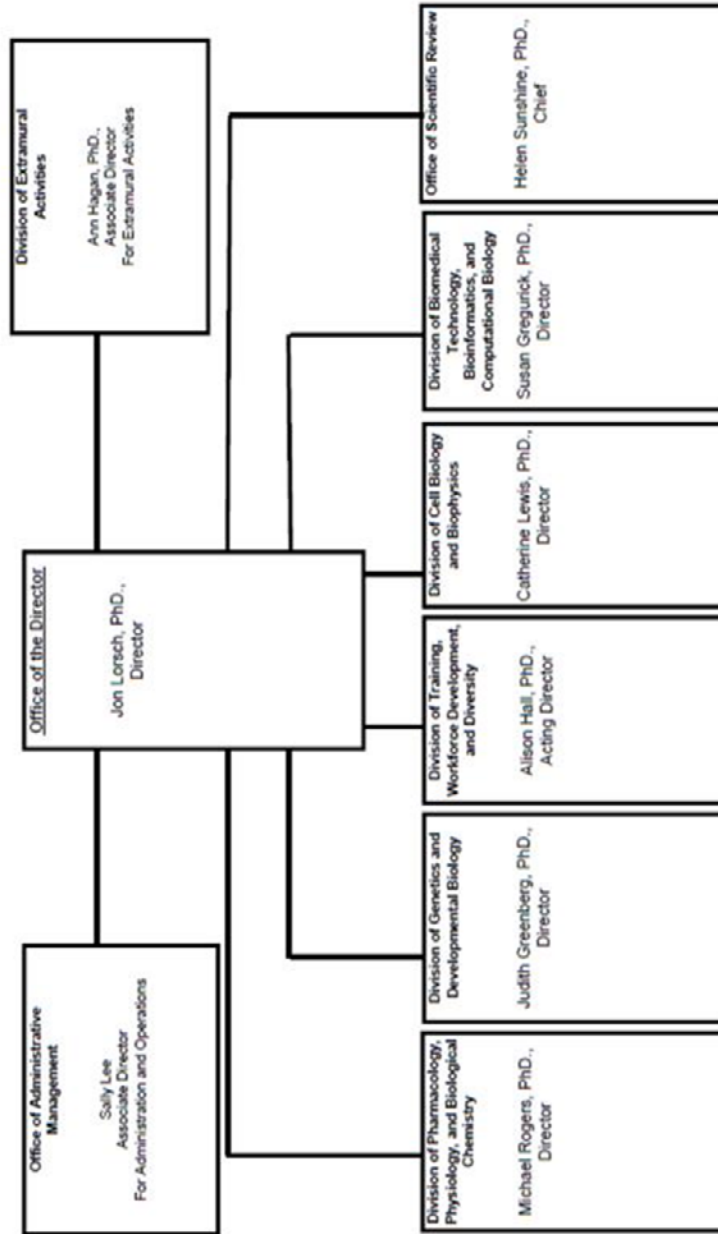 Office of Administrative
Management
Sally Lee
Associate Director
For Administration and Operations
Office of the Director
Jon Lorsch, PhD.,
Director
Division of Extramural
Activities
Ann Hagan, PhD.,
Associate Director
For Extramural Activities
Division of Pharmacology,
Physiology, and Biological
Chemistry
Michael Rogers, PhD.,
Director
Division of Genetics and
Developmental Biology
Judith Greenberg, PhD.,
Director
Division of Training,
Workforce Development,
and Diversity
Alison Hall, PhD.,
Acting Director
Division of Cell Biology
and Biophysics
Catherine Lewis, PhD.,
Director
Division of Biomedical
Technology,
Bioinformatics, and
Computational Biology
Susan Gregurick, PhD.,
Director
Office of Scientific Review
Helen Sunshine, PhD.,
Chief